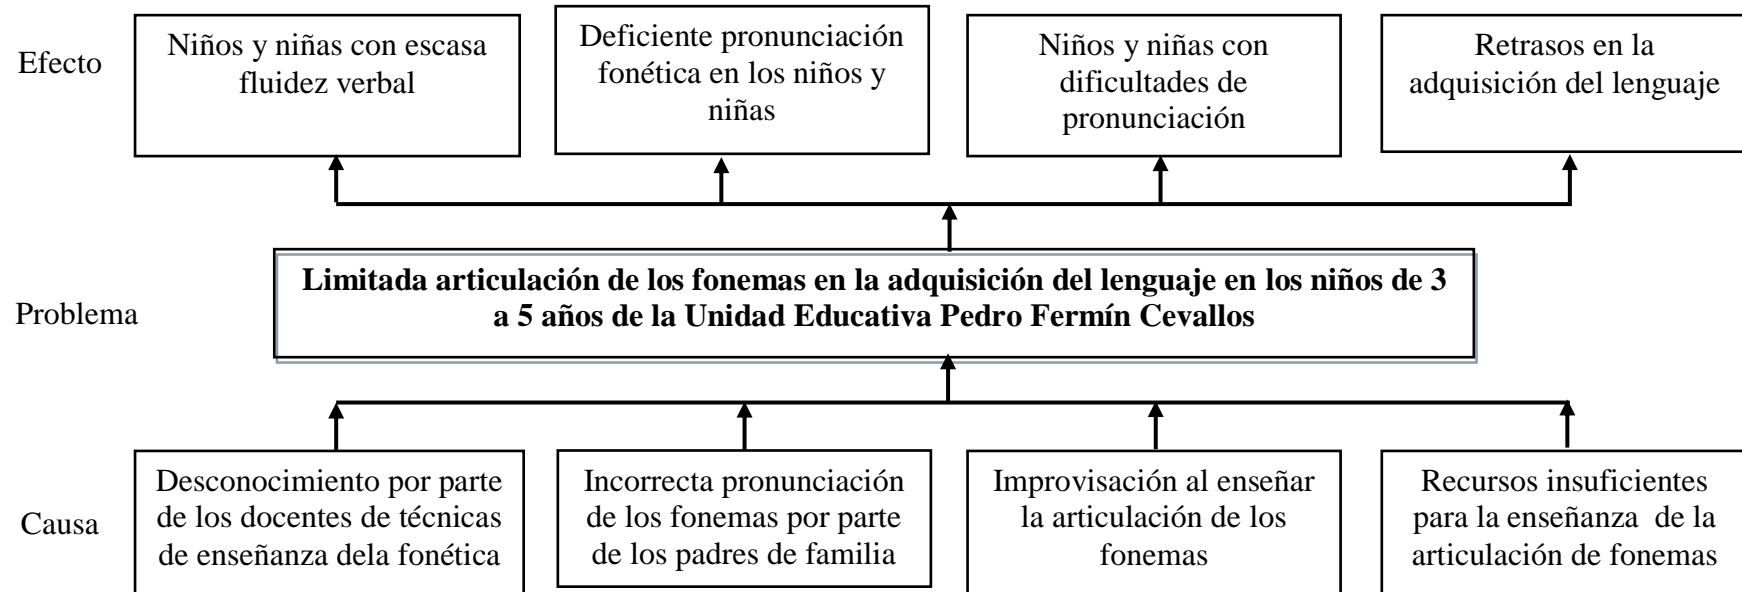 Efecto
Niños y niñas con escasa
fluidez verbal
Deficiente pronunciación
fonética en los niños y
niñas
Niños y niñas con
dificultades de
pronunciación
Retrasos en la
adquisición del lenguaje
Problema
Limitada articulación de los fonemas en la adquisición del lenguaje en los niños de 3
a 5 años de la Unidad Educativa Pedro Fermín Cevallos
Causa
Desconocimiento por parte
de los docentes de técnicas
de enseñanza dela fonética
Incorrecta pronunciación
de los fonemas por parte
de los padres de familia
Improvisación al enseñar
la articulación de los
fonemas
Recursos insuficientes
para la enseñanza de la
articulación de fonemas